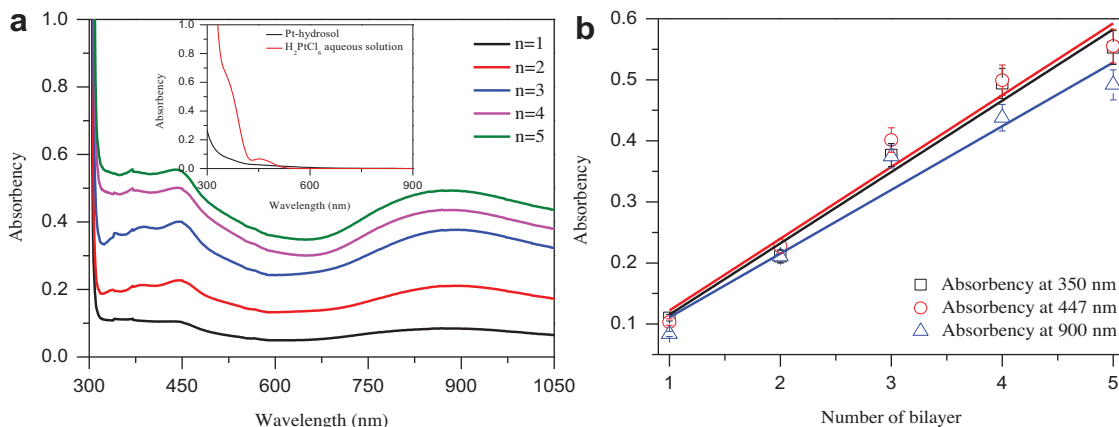 a
1.0
0.8
0.6
0.4
0.2
0.0
Absorbency
300
450
600
750
900
1050
Wavelength (nm)
n=1
n=2
n=3
n=4
n=5
1.0
0.8
0.6
0.4
0.2
0.0
Absorbency
300
600
900
Wavelength (nm)
Pt-hydrosol
H2PtCl6 aqueous solution
b
0.6
0.5
0.4
0.3
0.2
0.1
Absorbency
1
2
3
4
5
Number of bilayer
Absorbency at 350 nm
Absorbency at 447 nm
Absorbency at 900 nm